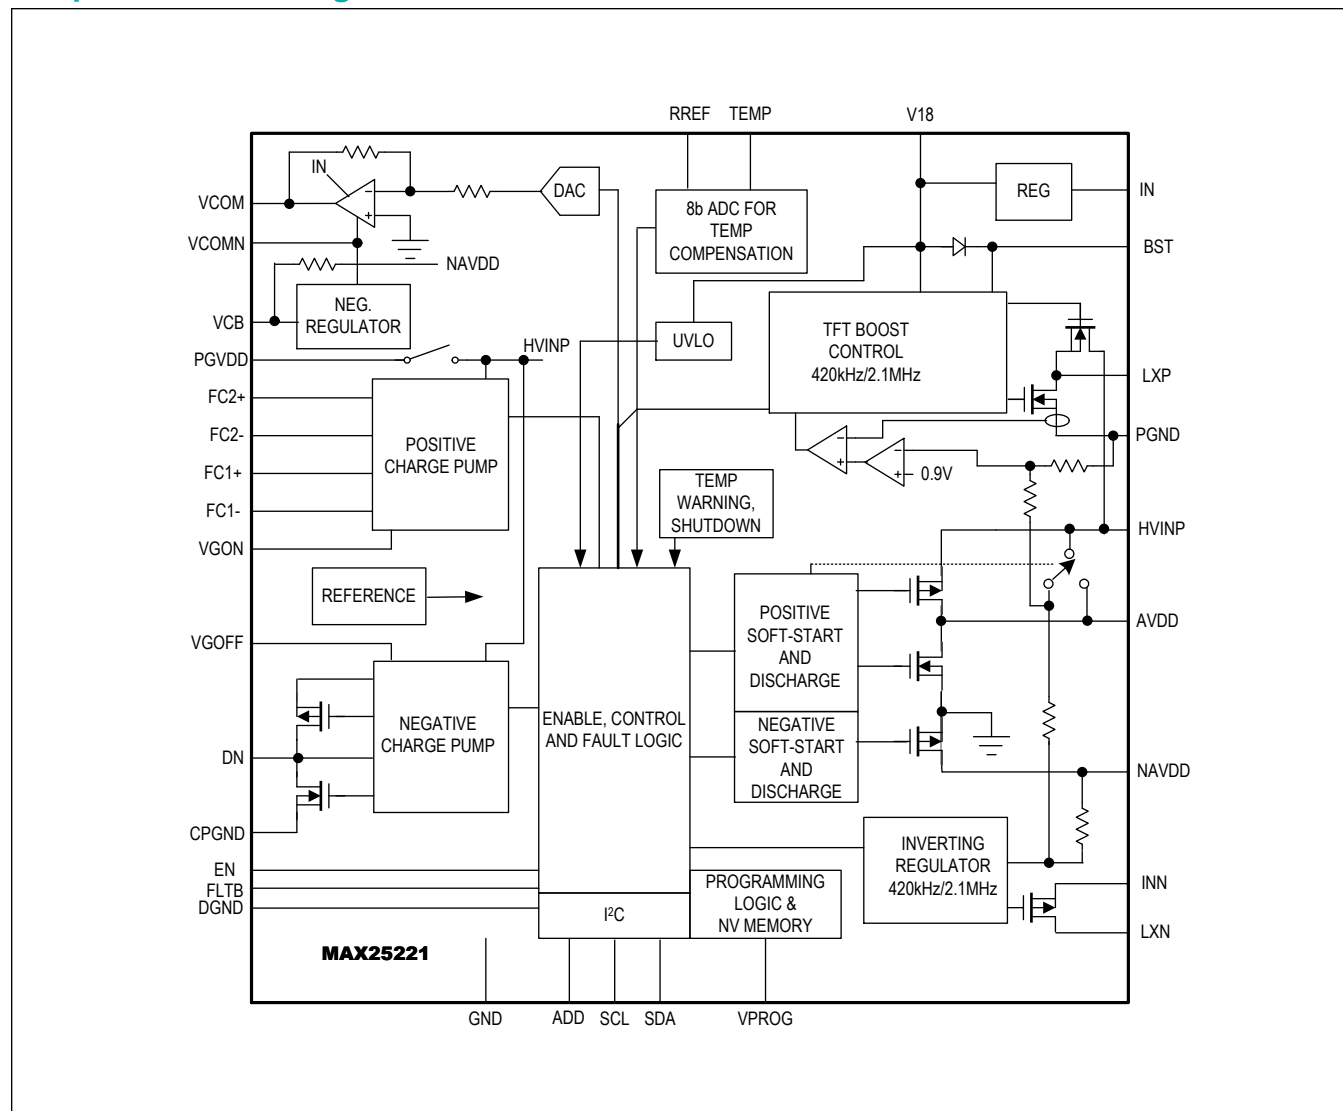 RREF TEMP V18
IN
DAC
VCOM
8b ADC FOR
TEMP
COMPENSATION
REG
IN
VCOMN
BST
NAVDD
NEG.
REGULATOR
VCB
UVLO
TFT BOOST
CONTROL
420kHz/2.1MHz
PGVDD
HVINP
LXP
FC2+
FC2-
FC1+
FC1-
POSITIVE
CHARGE PUMP
PGND
0.9V
TEMP
WARNING,
SHUTDOWN
VGON
HVINP
REFERENCE
POSITIVE
SOFT-START
AND
DISCHARGE
AVDD
VGOFF
NEGATIVE
CHARGE PUMP
ENABLE, CONTROL
AND FAULT LOGIC
NEGATIVE
SOFT-START
AND
DISCHARGE
DN
NAVDD
CPGND
INVERTING
REGULATOR
420kHz/2.1MHz
EN
FLTB
DGND
I²C
PROGRAMMING
LOGIC &
NV MEMORY
INN
LXN
MAX25221
GND ADD SCL SDA VPROG